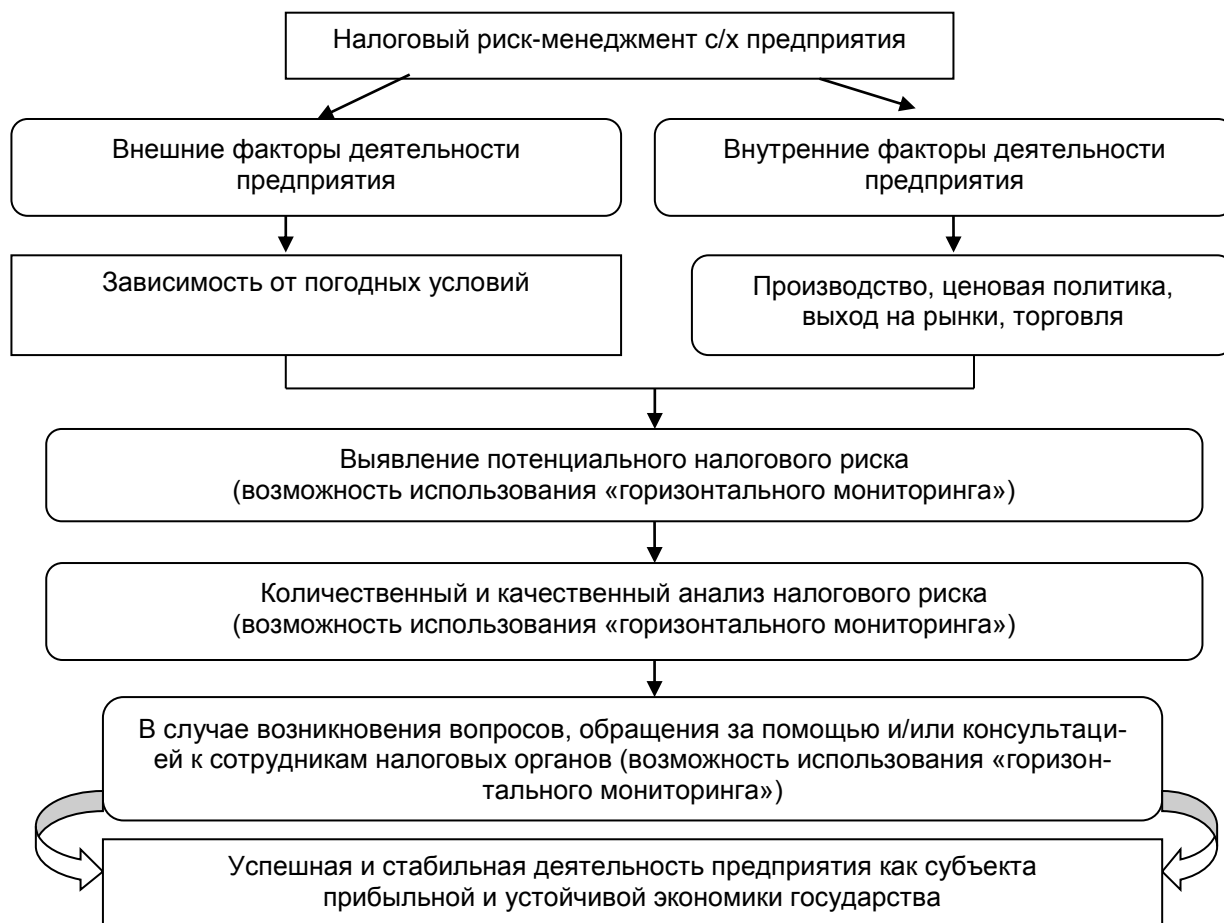 Налоговый риск-менеджмент с/х предприятия
Внешние факторы деятельности
предприятия
Внутренние факторы деятельности
предприятия
Зависимость от погодных условий
Производство, ценовая политика,
выход на рынки, торговля
Выявление потенциального налогового риска
(возможность использования «горизонтального мониторинга»)
Количественный и качественный анализ налогового риска
(возможность использования «горизонтального мониторинга»)
В случае возникновения вопросов, обращения за помощью и/или консультаци-
ей к сотрудникам налоговых органов (возможность использования «горизон-
тального мониторинга»)
Успешная и стабильная деятельность предприятия как субъекта
прибыльной и устойчивой экономики государства